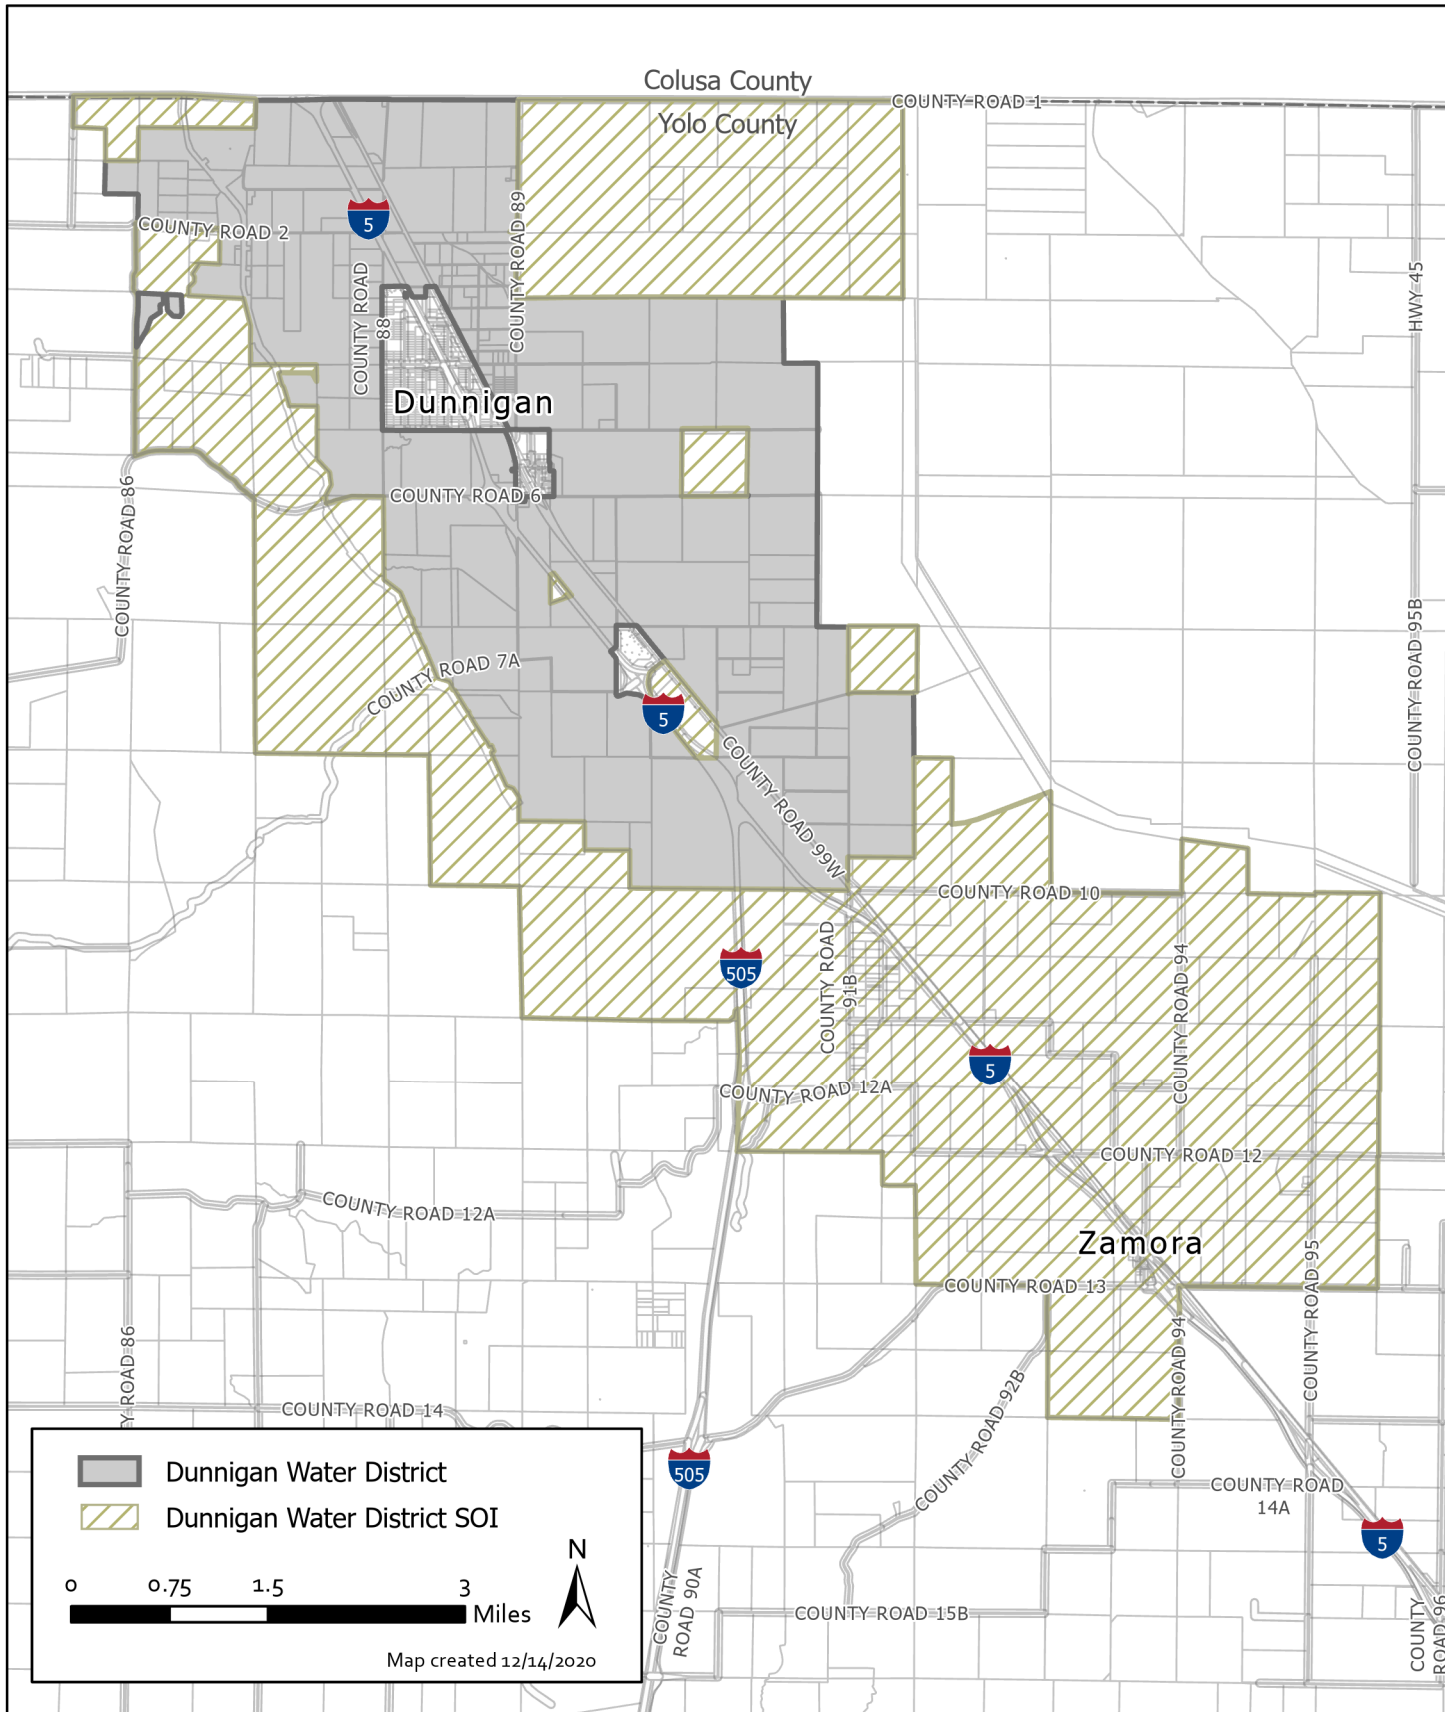 Colusa County
COUNTY ROAD 1
Yolo County
COUNTY ROAD 2
5
COUNTY ROAD 89
COUNTY ROAD
88
HWY 45
Dunnigan
COUNTY ROAD 6
COUNTY ROAD 86
COUNTY ROAD 7A
COUNTY ROAD 95B
5
COUNTY ROAD 99W
COUNTY ROAD 10
505
COUNTY ROAD
91B
COUNTY ROAD 94
5
COUNTY ROAD 12A
COUNTY ROAD 12
COUNTY ROAD 12A
Zamora
COUNTY ROAD 13
COUNTY ROAD 95
TY ROAD 86
COUNTY ROAD 94
COUNTY ROAD 92B
COUNTY ROAD 14
505
COUNTY ROAD
14A
5
COUNTY
ROAD 90A
COUNTY ROAD 15B
COUNTY
ROAD 96
Dunnigan Water District
Dunnigan Water District SOI
N
0 0.75 1.5 3
Miles
Map created 12/14/2020